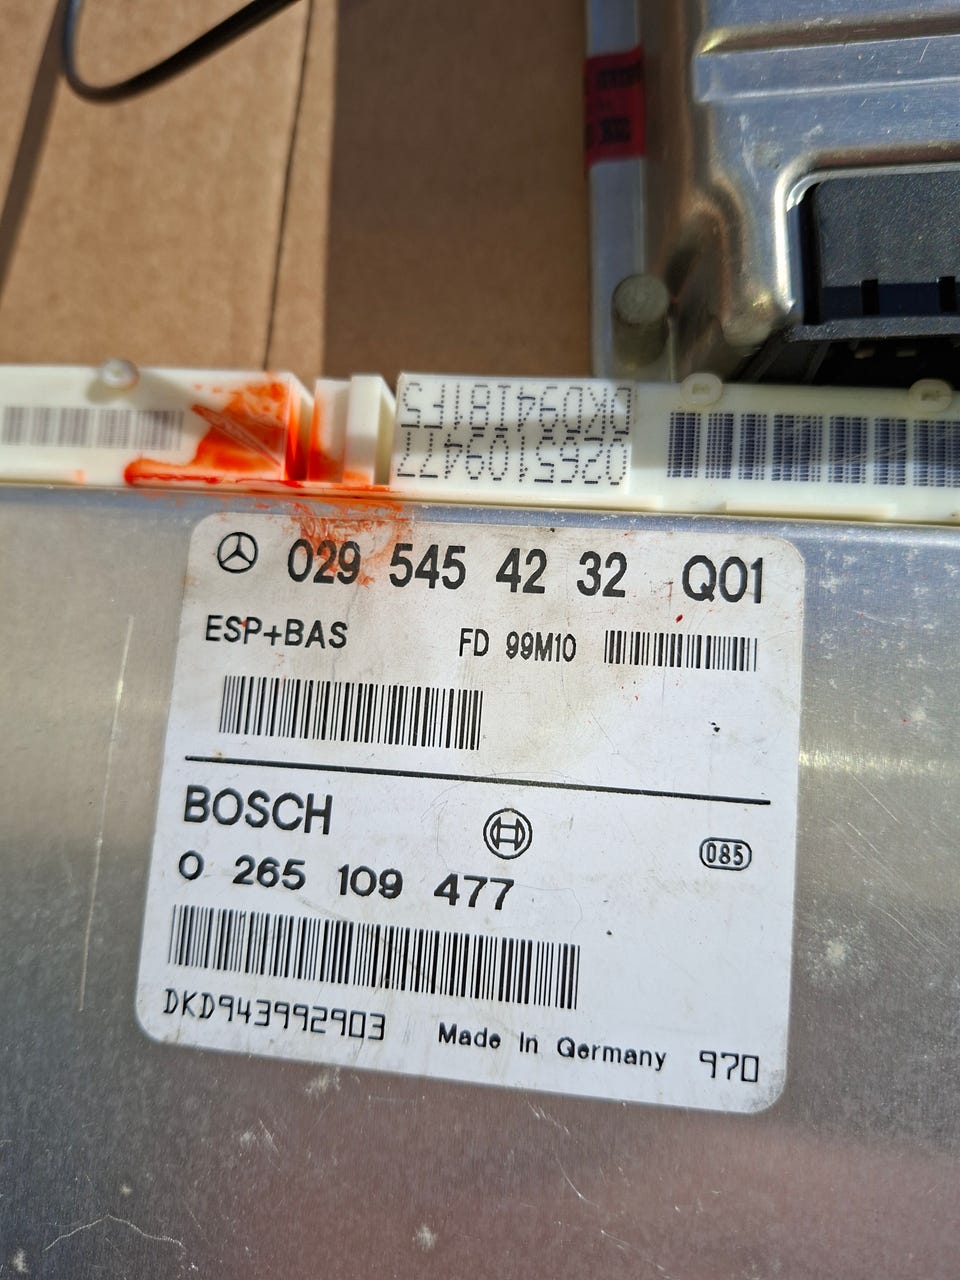 0265109477
DKD94I81F5
029 545 42 32 Q01
ESP+BAS
FD 99M10
BOSCH
085
0 265 109 477
DKD943992903
Made In Germany 970